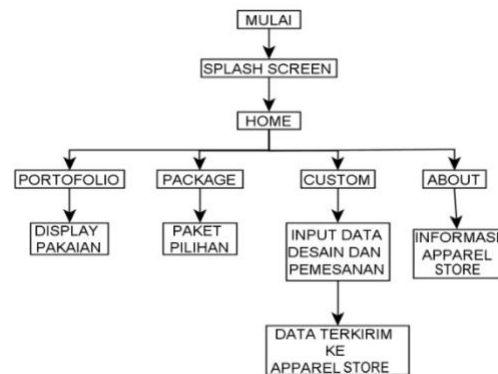 MULAI
SPLASH SCREEN
HOME
PORTOFOLIO
PACKAGE
CUSTOM
ABOUT
DISPLAY
PAKAIAN
PAKET
PILIHAN
INPUT DATA
DESAIN DAN
PEMESANAN
INFORMASI
APPAREL
STORE
DATA TERKIRIM
KE
APPAREL STORE